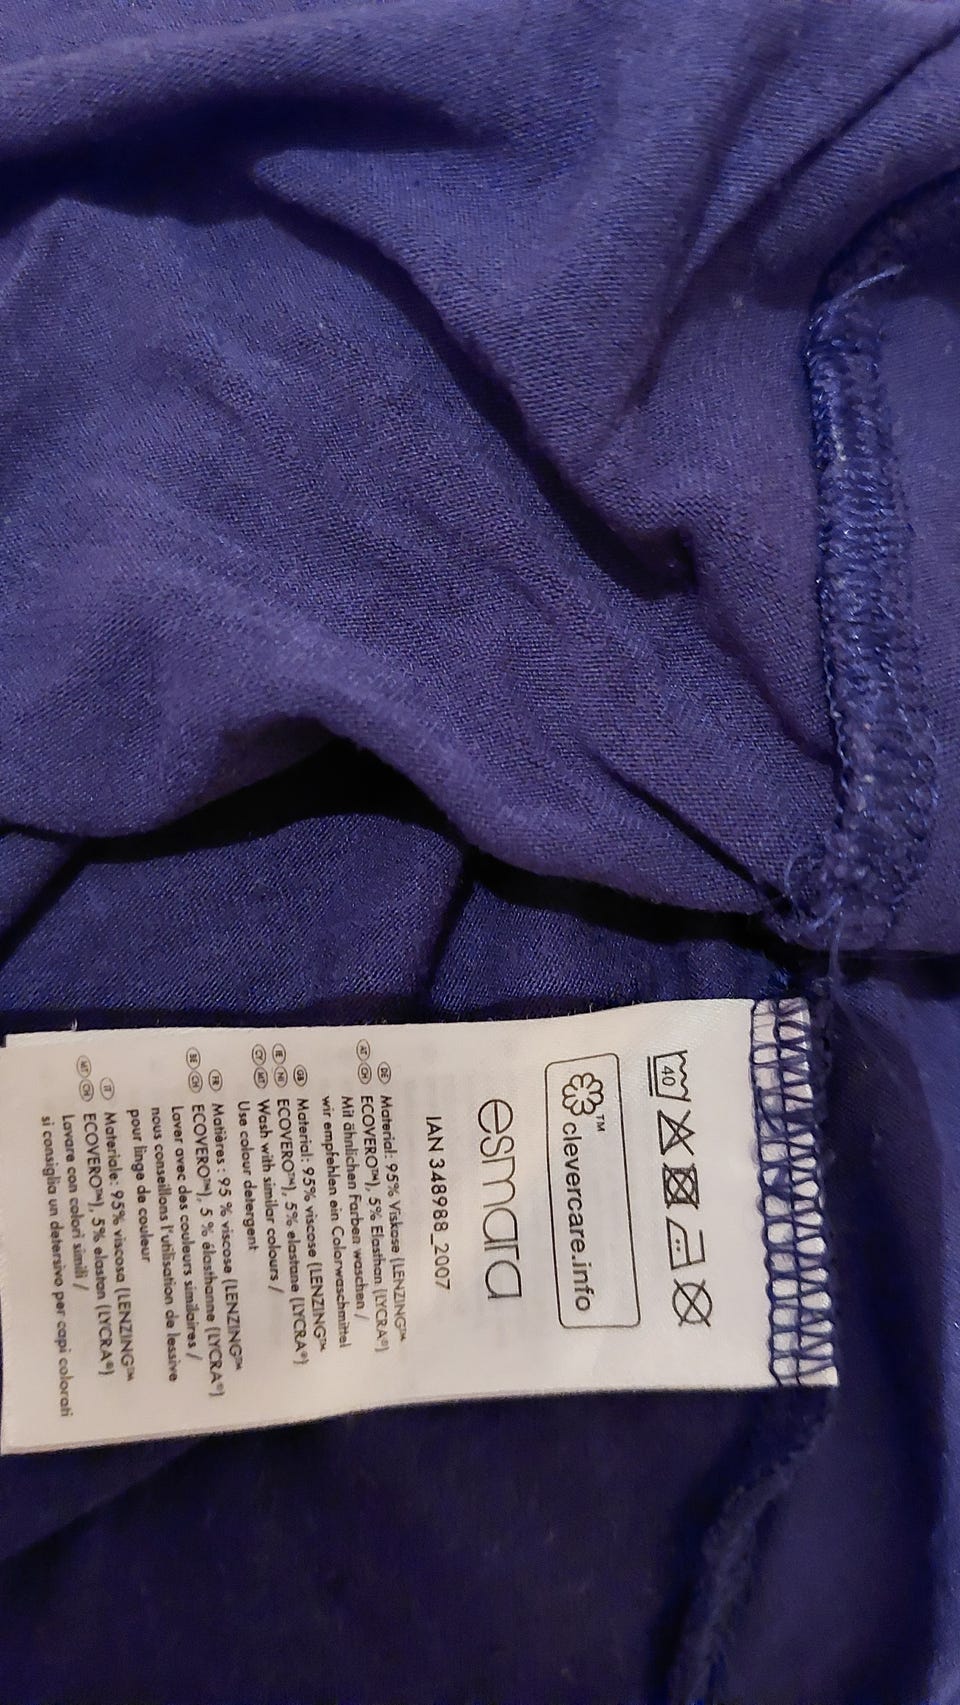 40
clevercare.info™
esmara
IAN 348988_2007
DE Material: 95% Viskose (LENZING™
AT CH ECOVERO™), 5% Elasthan (LYCRA®)
Mit ähnlichen Farben waschen /
wir empfehlen ein Colorwaschmittel
GB Material: 95% viscose (LENZING™
IE NI ECOVERO™), 5% elastane (LYCRA®)
CY MT Wash with similar colours /
Use colour detergent
FR Matières : 95 % viscose (LENZING™
BE CH ECOVERO™), 5 % élasthanne (LYCRA®)
Laver avec des couleurs similaires /
nous conseillons l'utilisation de lessive
pour linge de couleur
IT Materiale: 95% viscosa (LENZING™
MT CH ECOVERO™), 5% elastan (LYCRA®)
Lavare con colori simili /
si consiglia un detersivo per capi colorati